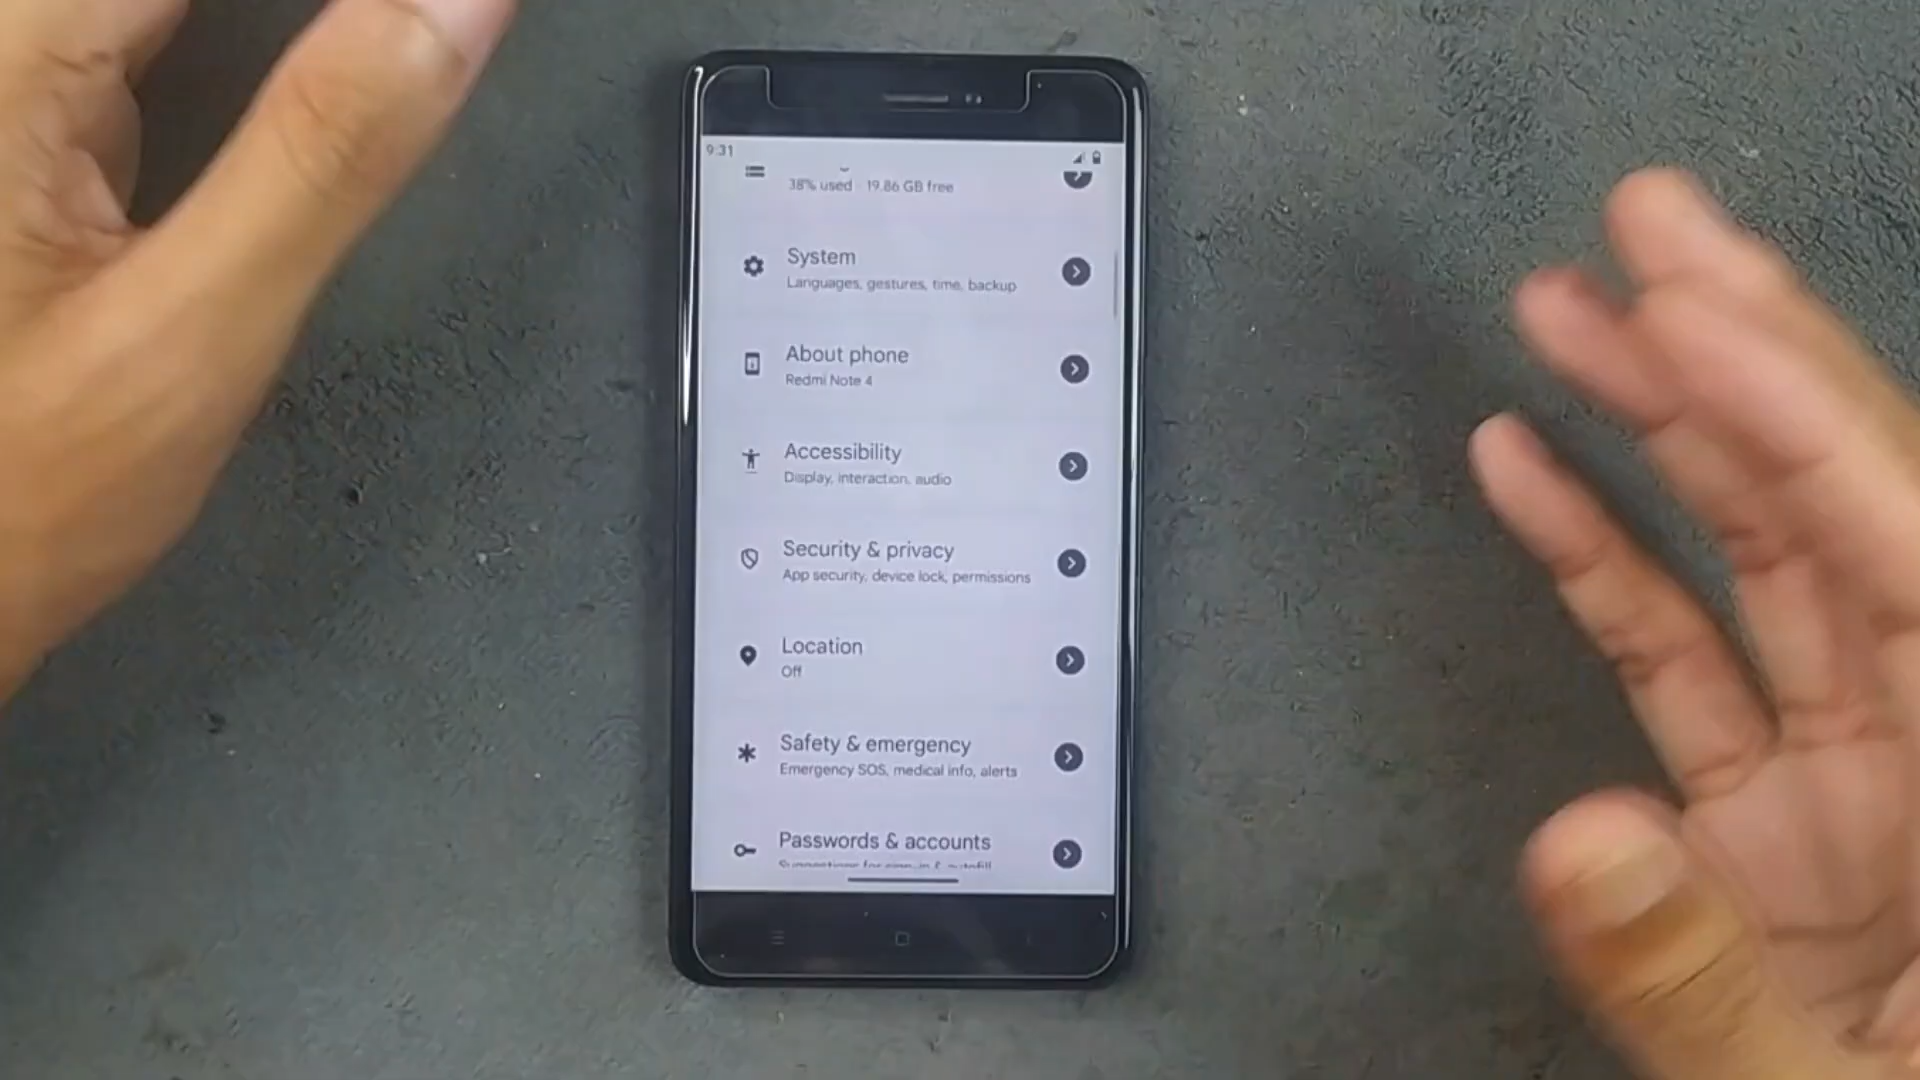 9:31
38% used - 19.86 GB free
System
Languages, gestures, time, backup
About phone
Redmi Note 4
Accessibility
Display, interaction, audio
Security & privacy
App security, device lock, permissions
Location
Off
Safety & emergency
Emergency SOS, medical info, alerts
Passwords & accounts